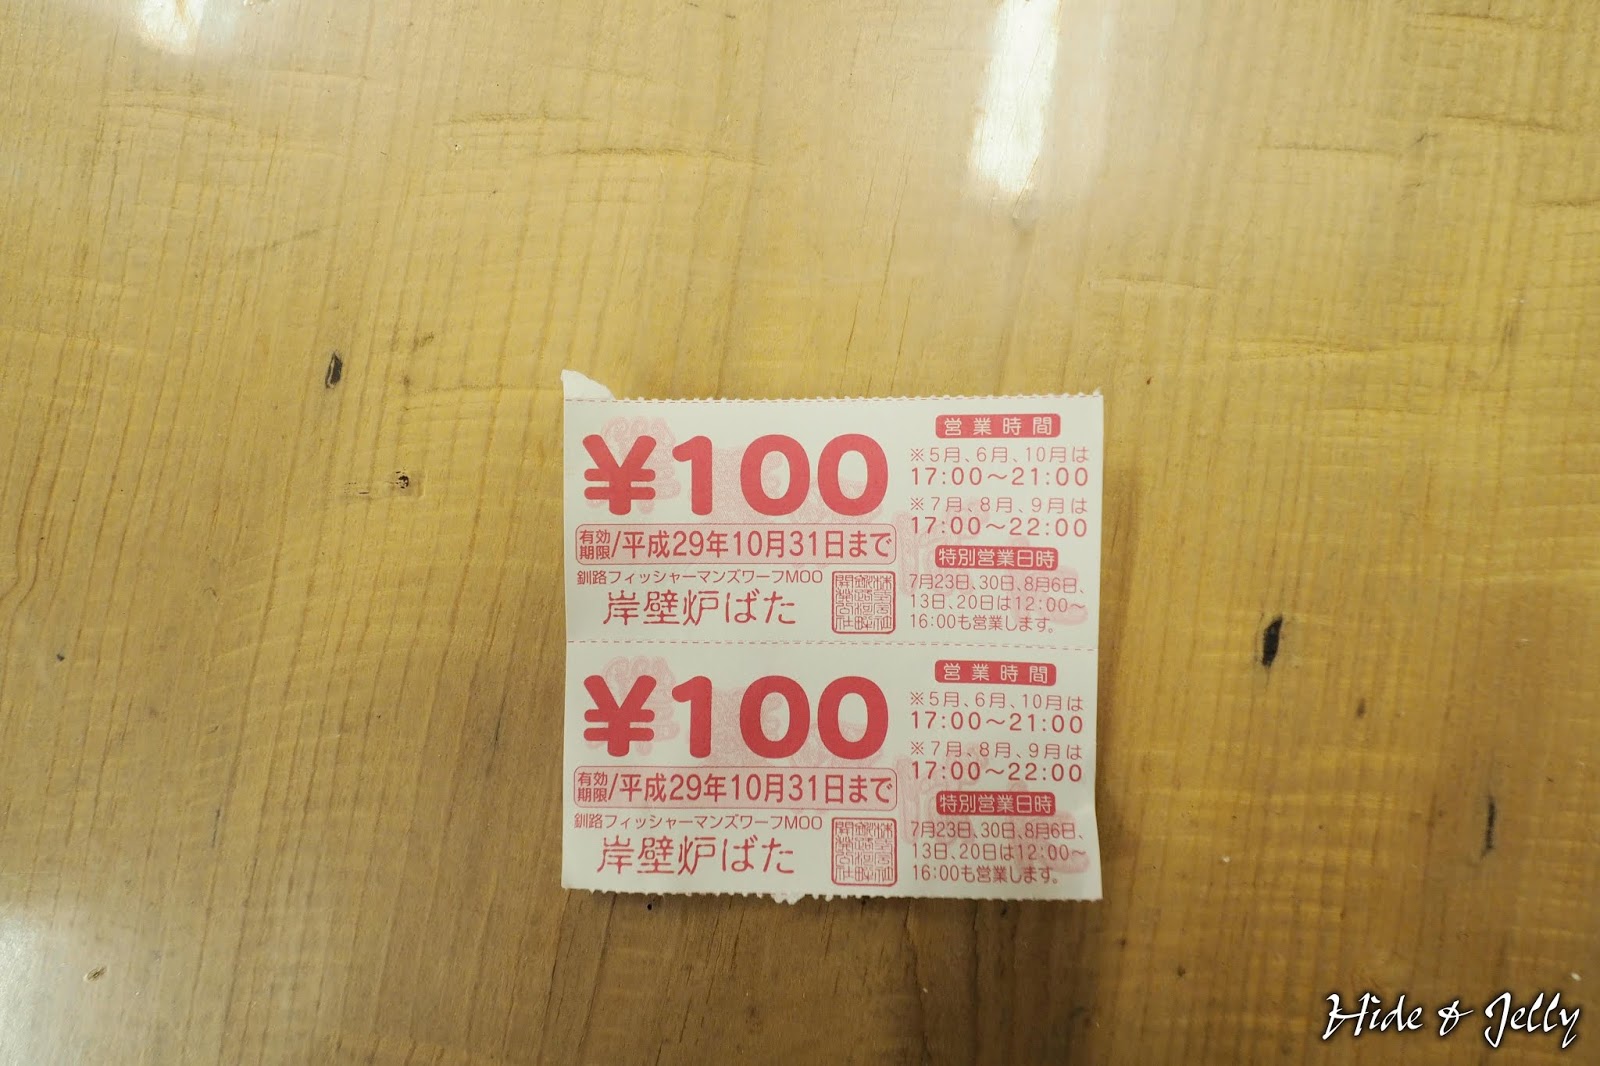 ¥100
有効期限/平成29年10月31日まで
釧路フィッシャーマンズワーフMOO
岸壁炉ばた
営業時間
※5月、6月、10月は
17:00～21:00
※7月、8月、9月は
17:00～22:00
特別営業日時
7月23日、30日、8月6日、
13日、20日は12:00～
16:00も営業します。
¥100
有効期限/平成29年10月31日まで
釧路フィッシャーマンズワーフMOO
岸壁炉ばた
営業時間
※5月、6月、10月は
17:00～21:00
※7月、8月、9月は
17:00～22:00
特別営業日時
7月23日、30日、8月6日、
13日、20日は12:00～
16:00も営業します。
Hide & Jelly